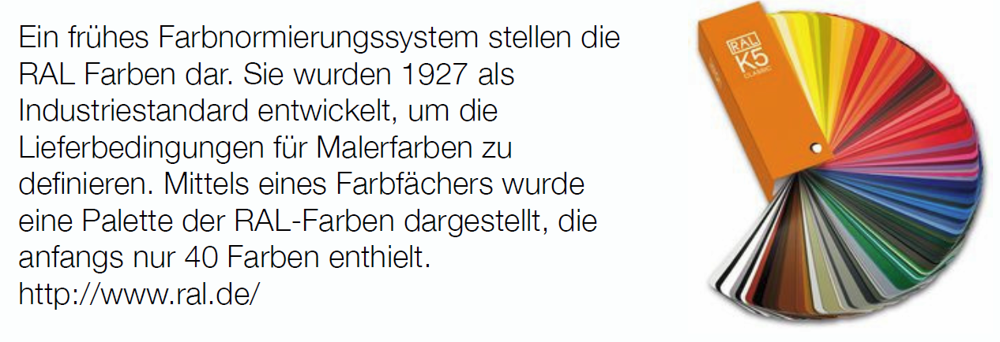 Ein frühes Farbnormierungssystem stellen die
RAL Farben dar. Sie wurden 1927 als
Industriestandard entwickelt, um die
Lieferbedingungen für Malerfarben zu
definieren. Mittels eines Farbfächers wurde
eine Palette der RAL-Farben dargestellt, die
anfangs nur 40 Farben enthielt.
http://www.ral.de/
RAL
K5
CLASSIC